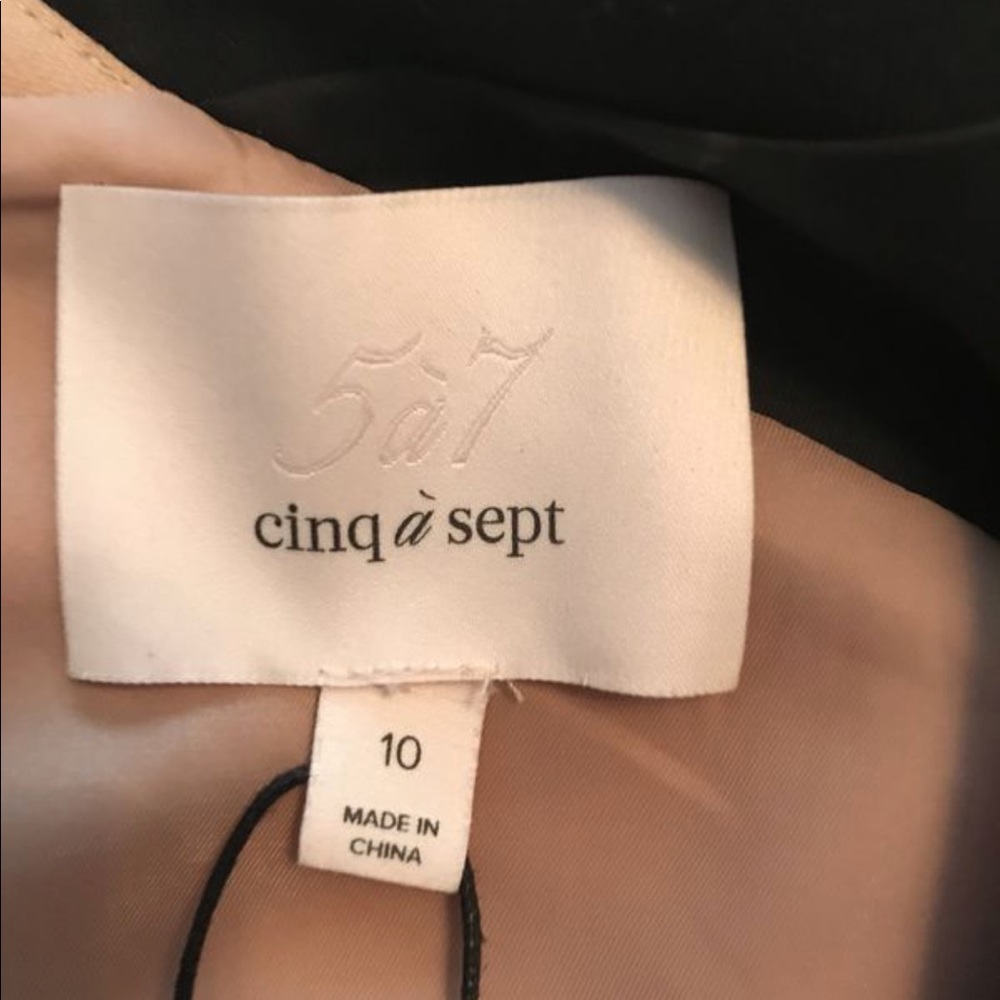 5à7
cinq à sept
10
MADE IN
CHINA